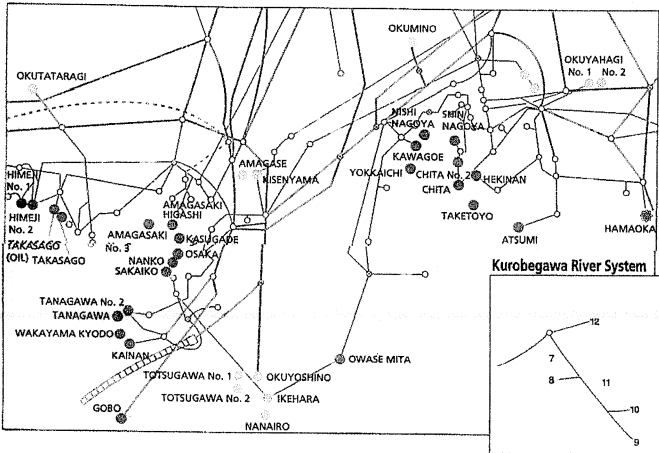 OKUMINO
OKUTATARAGI
OKUYAHAGI
No. 1 No. 2
NISHI
NAGOYA
SHIN
NAGOYA
KAWAGOE
YOKKAICHI
CHITA No. 2
CHITA
HEKINAN
TAKETOYO
ATSUMI
HAMAOKA
HIMEJI
No. 1
HIMEJI
No. 2
TAKASAGO
(OIL)
TAKASAGO
AMAGASE
KISENYAMA
AMAGASAKI
HIGASHI
AMAGASAKI
No. 3
KASUGADE
NANKO
OSAKA
SAKAIKO
TANAGAWA No. 2
TANAGAWA
WAKAYAMA KYODO
KAINAN
GOBO
TOTSUGAWA No. 1
TOTSUGAWA No. 2
OKUYOSHINO
IKEHARA
NANAIRO
OWASE MITA
Kurobegawa River System
12
7
8
11
10
9